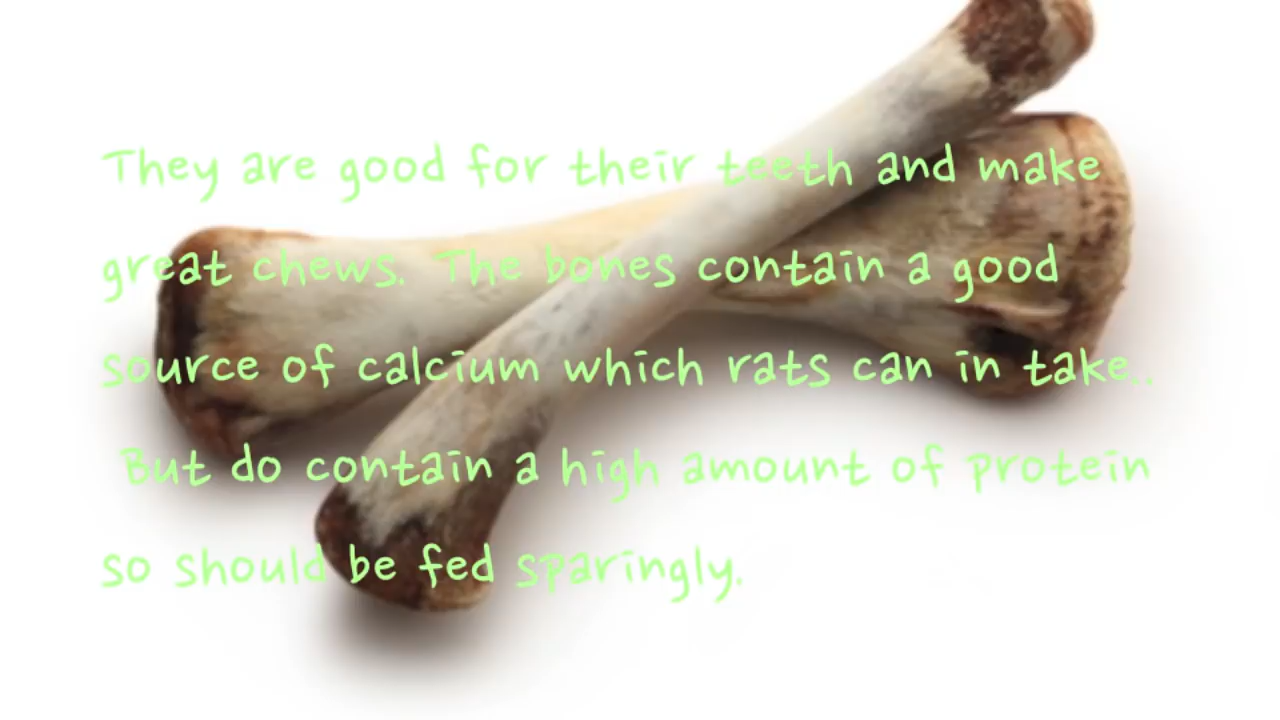 They are good for their teeth and make
great chews. The bones contain a good
source of calcium which rats can in take..
But do contain a high amount of protein
so should be fed sparingly.